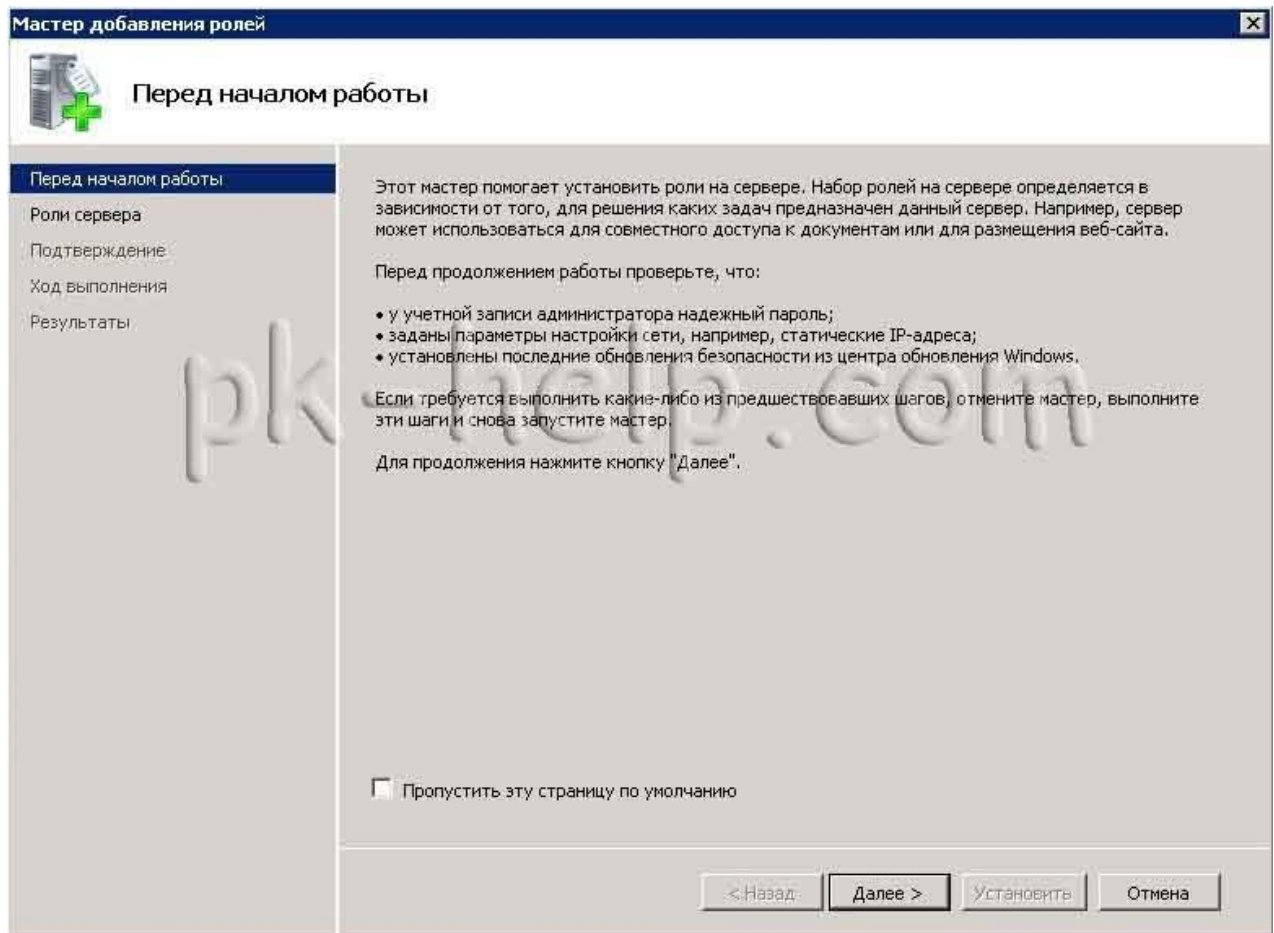 Мастер добавления ролей
Перед началом работы
Перед началом работы
Роли сервера
Подтверждение
Ход выполнения
Результаты
Этот мастер помогает установить роли на сервере. Набор ролей на сервере определяется в
зависимости от того, для решения каких задач предназначен данный сервер. Например, сервер
может использоваться для совместного доступа к документам или для размещения веб-сайта.
Перед продолжением работы проверьте, что:
• у учетной записи администратора надежный пароль;
• заданы параметры настройки сети, например, статические IP-адреса;
• установлены последние обновления безопасности из центра обновления Windows.
Если требуется выполнить какие-либо из предшествовавших шагов, отмените мастер, выполните
эти шаги и снова запустите мастер.
Для продолжения нажмите кнопку "Далее".
pk-help.com
Пропустить эту страницу по умолчанию
< Назад
Далее >
Установить
Отмена